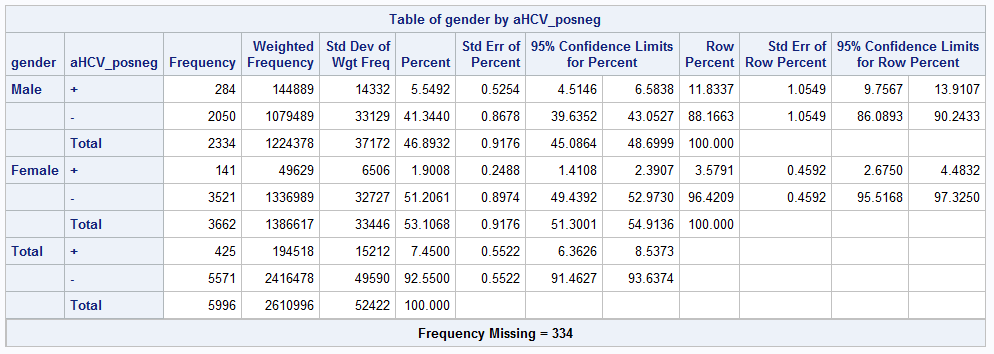 Table of gender by aHCV_posneg
gender aHCV_posneg Frequency Weighted Frequency Std Dev of Wgt Freq Percent Std Err of Percent 95% Confidence Limits for Percent Row Percent Std Err of Row Percent 95% Confidence Limits for Row Percent
Male + 284 144889 14332 5.5492 0.5254 4.5146 6.5838 11.8337 1.0549 9.7567 13.9107
- 2050 1079489 33129 41.3440 0.8678 39.6352 43.0527 88.1663 1.0549 86.0893 90.2433
Total 2334 1224378 37172 46.8932 0.9176 45.0864 48.6999 100.000
Female + 141 49629 6506 1.9008 0.2488 1.4108 2.3907 3.5791 0.4592 2.6750 4.4832
- 3521 1336989 32727 51.2061 0.8974 49.4392 52.9730 96.4209 0.4592 95.5168 97.3250
Total 3662 1386617 33446 53.1068 0.9176 51.3001 54.9136 100.000
Total + 425 194518 15212 7.4500 0.5522 6.3626 8.5373
- 5571 2416478 49590 92.5500 0.5522 91.4627 93.6374
Total 5996 2610996 52422 100.000
Frequency Missing = 334